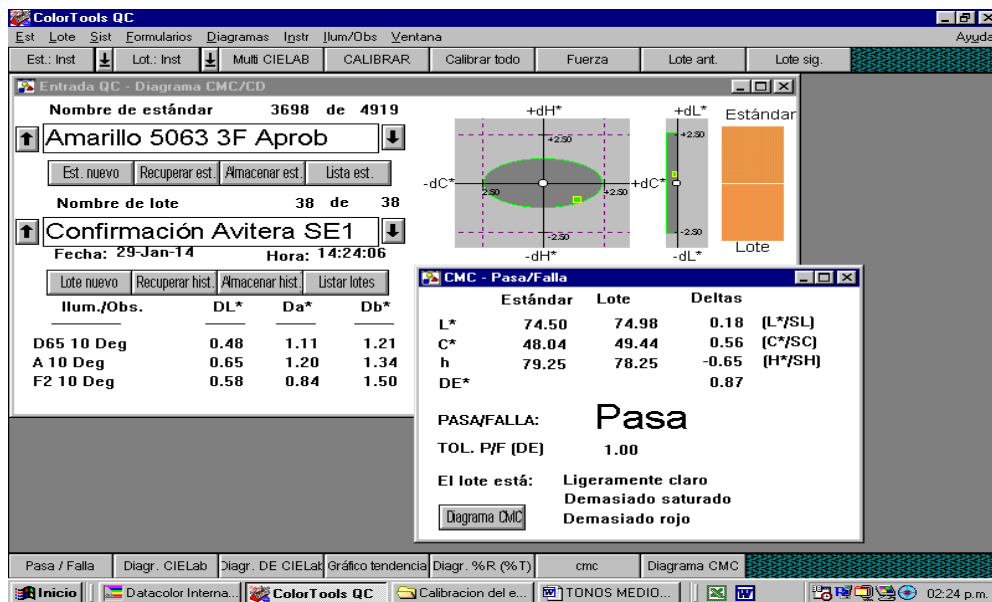 ColorTools QC
Est Lote Sist Formularios Diagramas Instr Ilum/Obs Ventana Ayuda
Est.: Inst Lot.: Inst Multi CIELAB CALIBRAR Calibrar todo Fuerza Lote ant. Lote sig.
Entrada QC - Diagrama CMC/CD
Nombre de estándar 3698 de 4919
Amarillo 5063 3F Aprob
Est. nuevo Recuperar est. Almacenar est. Lista est.
Nombre de lote 38 de 38
Confirmación Avitera SE1
Fecha: 29-Jan-14 Hora: 14:24:06
Lote nuevo Recuperar hist. Almacenar hist. Listar lotes
Ilum./Obs. DL* Da* Db*
D65 10 Deg 0.48 1.11 1.21
A 10 Deg 0.65 1.20 1.34
F2 10 Deg 0.58 0.84 1.50
+dH* +dL* Estándar
+2.50 +2.50
-dC* 2.50 +2.50 +dC*
-2.50 -2.50
-dH* -dL* Lote
CMC - Pasa/Falla
Estándar Lote Deltas
L* 74.50 74.98 0.18 (L*/SL)
C* 48.04 49.44 0.56 (C*/SC)
h 79.25 78.25 -0.65 (H*/SH)
DE* 0.87
PASA/FALLA: Pasa
TOL. P/F (DE) 1.00
El lote está: Ligeramente claro
Demasiado saturado
Diagrama CMC Demasiado rojo
Pasa / Falla Diagr. CIELab Diagr. DE CIELab Gráfico tendencia Diagr. %R (%T) cmc Diagrama CMC
Inicio Datacolor Interna... ColorTools QC Calibracion del e... TONOS MEDIO... 02:24 p.m.